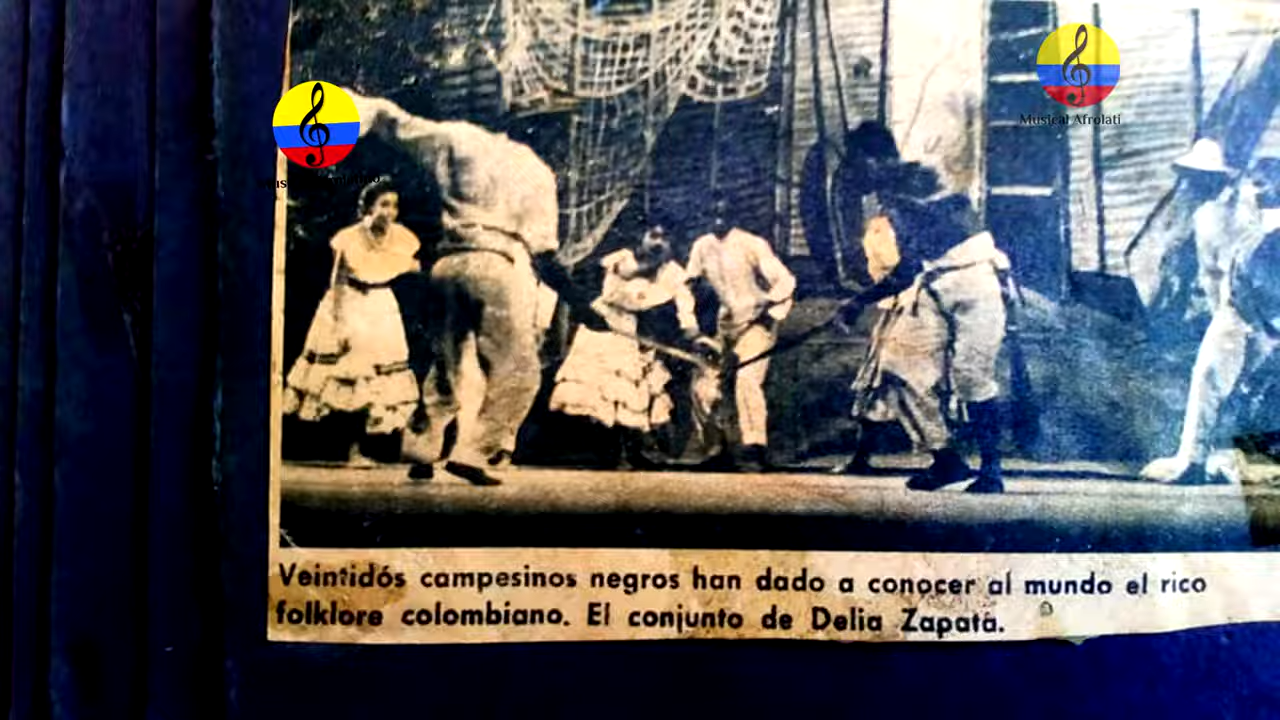 Musical Afrolati
Veintidós campesinos negros han dado a conocer al mundo el rico
folklore colombiano. El conjunto de Delia Zapata.